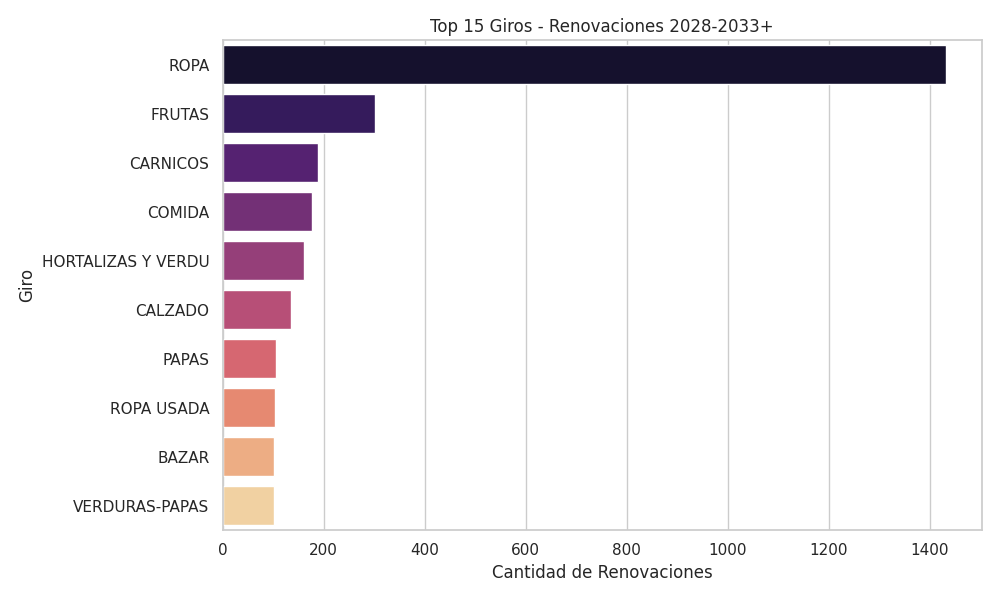 Top 15 Giros - Renovaciones 2028-2033+
Giro
ROPA
FRUTAS
CARNICOS
COMIDA
HORTALIZAS Y VERDU
CALZADO
PAPAS
ROPA USADA
BAZAR
VERDURAS-PAPAS
0 200 400 600 800 1000 1200 1400
Cantidad de Renovaciones